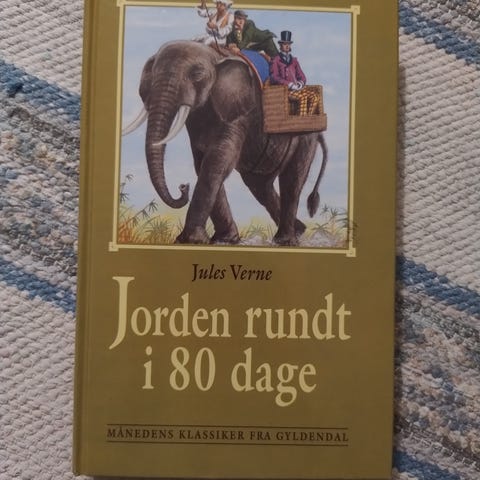 Jules Verne
Jorden rundt
i 80 dage
MÅNEDENS KLASSIKER FRA GYLDENDAL